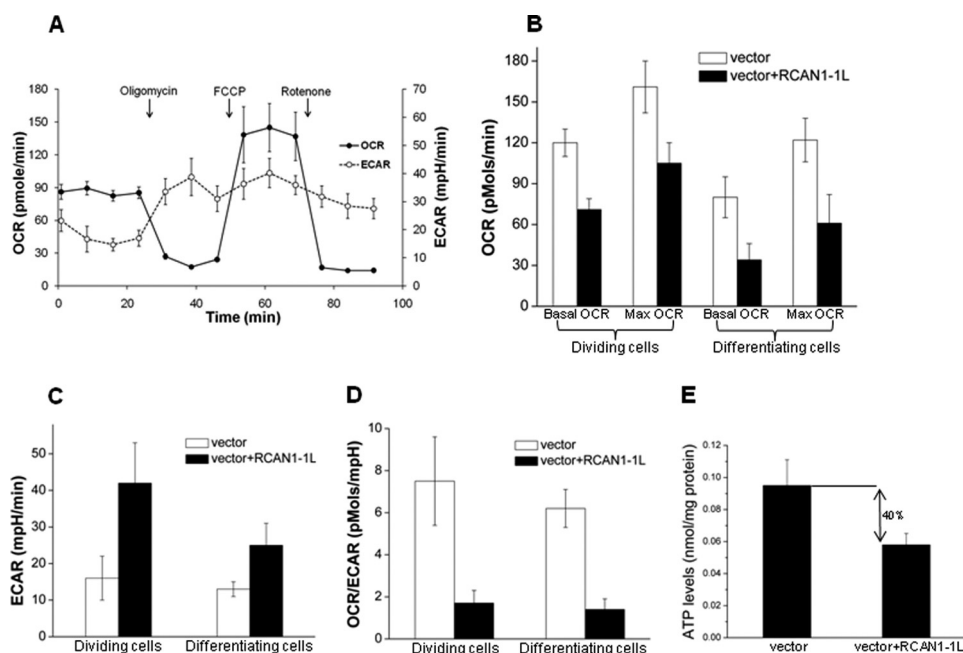 A
Oligomycin
FCCP
Rotenone
OCR
ECAR
OCR (pmole/min)
180
150
120
90
60
30
0
ECAR (mpH/min)
70
60
50
40
30
20
10
0
0 20 40 60 80 100
Time (min)
B
vector
vector+RCAN1-1L
OCR (pMols/min)
180
150
120
90
60
30
Basal OCR Max OCR Basal OCR Max OCR
Dividing cells Differentiating cells
C
vector
vector+RCAN1-1L
ECAR (mpH/min)
50
40
30
20
10
0
Dividing cells Differentiating cells
D
vector
vector+RCAN1-1L
OCR/ECAR (pMols/mpH)
8
6
4
2
0
Dividing cells Differentiating cells
E
ATP levels (nmol/mg protein)
0.12
0.10
0.08
0.06
0.04
0.02
0.00
40%
vector vector+RCAN1-1L